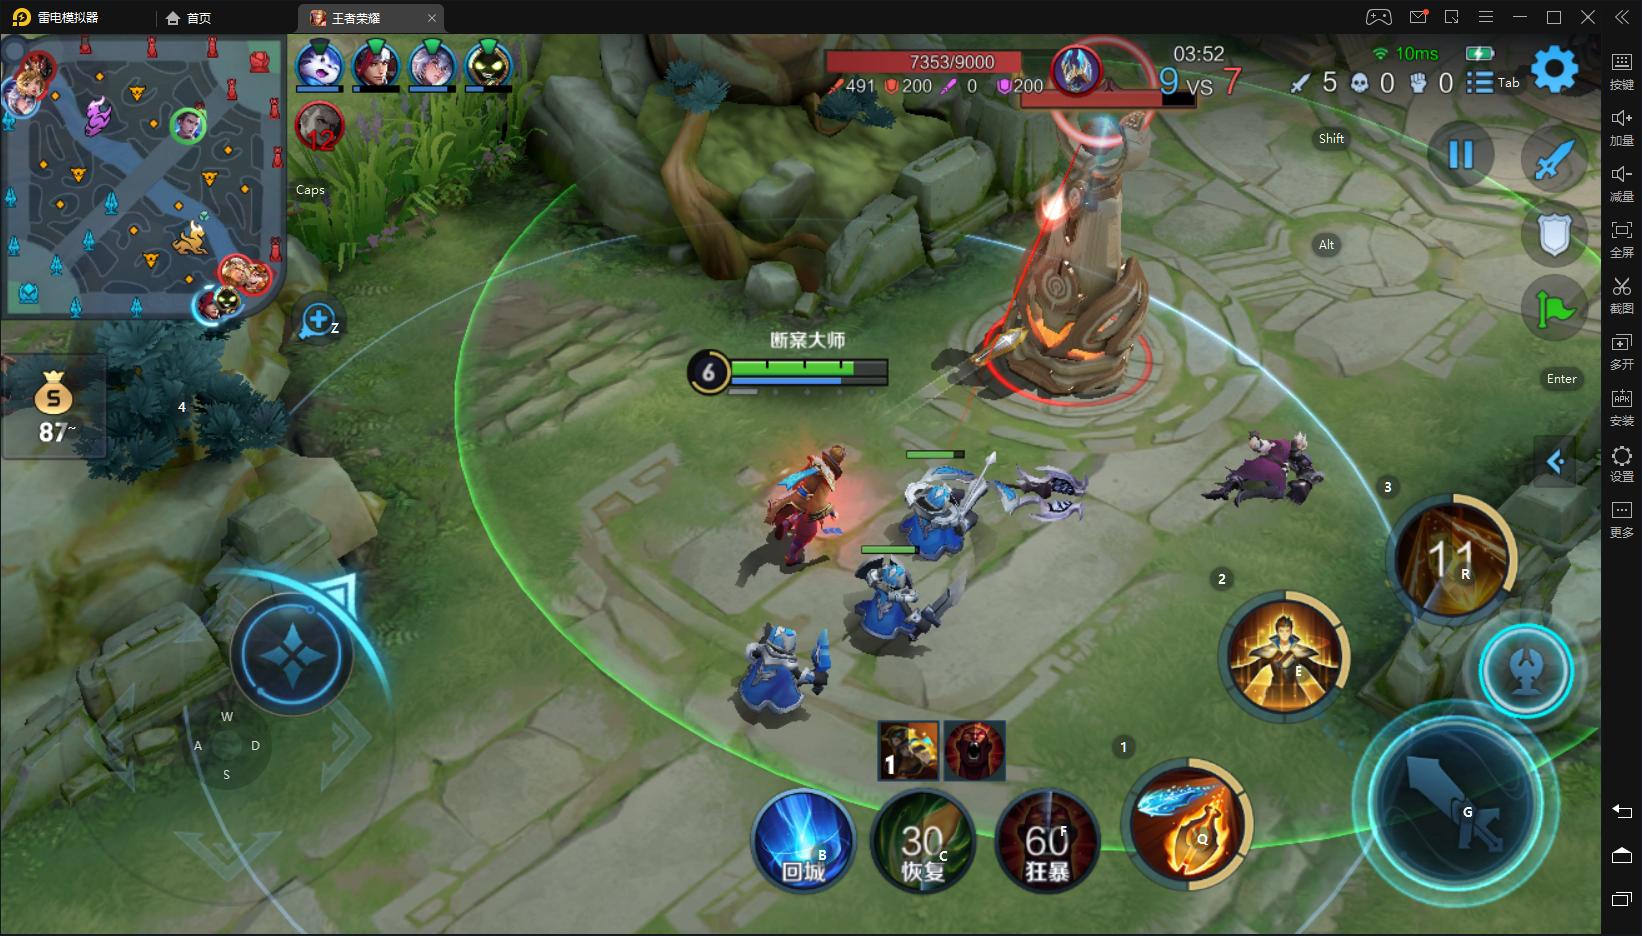 雷电模拟器
首页
王者荣耀
7353/9000
491 200 0 200
03:52
9 VS 7
10ms
5 0 0 Tab
12
Caps
Shift
Alt
Enter
Z
87~
4
断案大师
6
按键
加量
减量
全屏
截图
多开
APK
安装
设置
更多
3
11
R
2
E
1
Q
G
W
A D
S
1
B
回城
30
C
恢复
60
F
狂暴